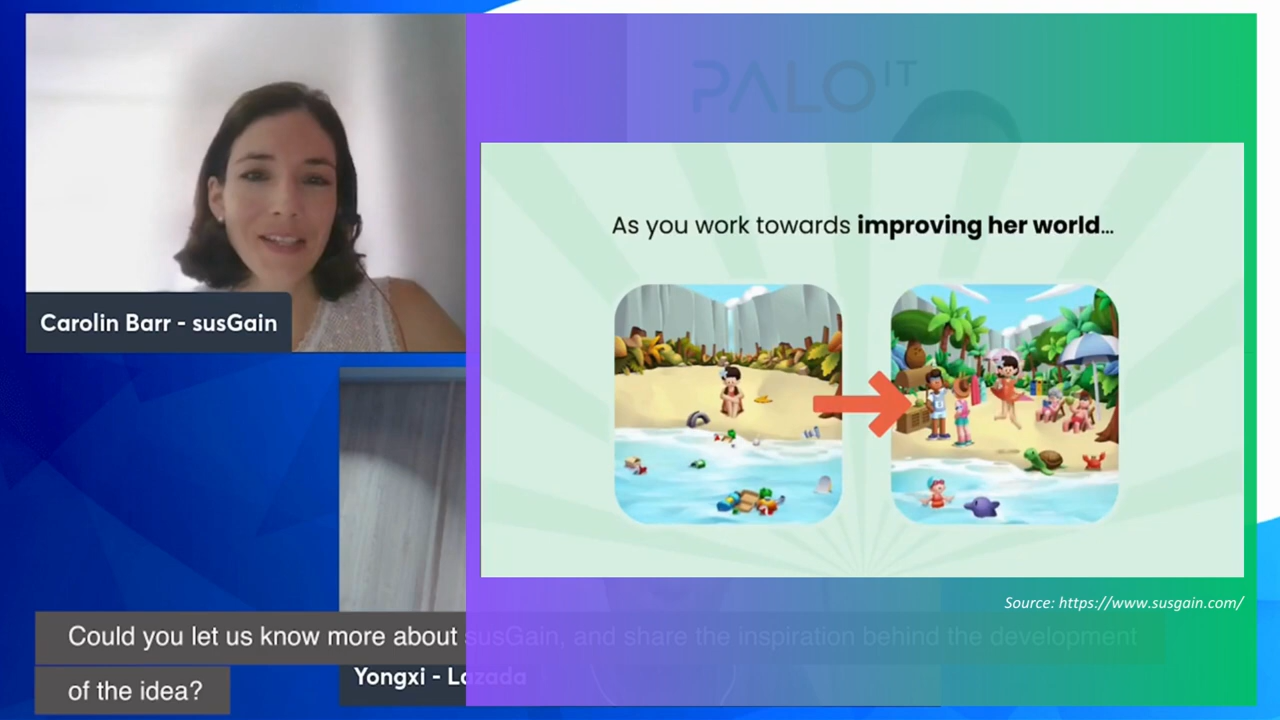 PALO IT
As you work towards improving her world...
Carolin Barr - susGain
Source: https://www.susgain.com/
Could you let us know more about susGain, and share the inspiration behind the development
of the idea?
Yongxi - Lazada